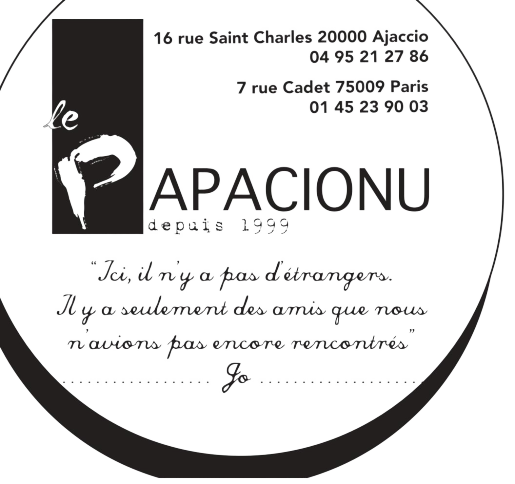 16 rue Saint Charles 20000 Ajaccio
04 95 21 27 86
7 rue Cadet 75009 Paris
01 45 23 90 03
le
PAPACIONU
depuis 1999
“Ici, il n'y a pas d'étrangers.
Il y a seulement des amis que nous
n'avions pas encore rencontrés”
Jo